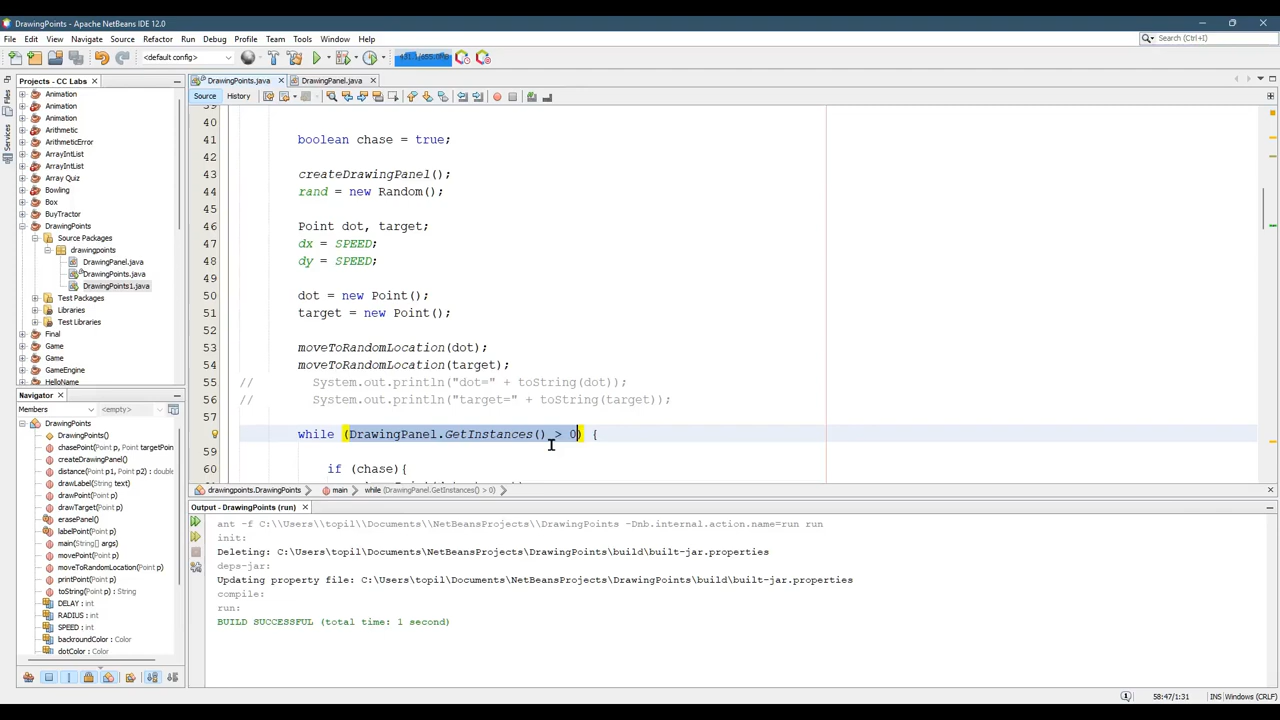 DrawingPoints - Apache NetBeans IDE 12.0
File Edit View Navigate Source Refactor Run Debug Profile Team Tools Window Help
Search (Ctrl+I)
<default config>
Projects - CC Labs
DrawingPoints.java
DrawingPanel.java
Source History
Files
Services
Animation
Animation
Animation
Arithmetic
ArithmeticError
ArrayIntList
ArrayIntList
Array Quiz
Bowling
Box
BuyTractor
DrawingPoints
Source Packages
drawingpoints
DrawingPanel.java
DrawingPoints.java
DrawingPoints1.java
Test Packages
Libraries
Test Libraries
Final
Game
Game
GameEngine
HelloName
39
40
41 boolean chase = true;
42
43 createDrawingPanel();
44 rand = new Random();
45
46 Point dot, target;
47 dx = SPEED;
48 dy = SPEED;
49
50 dot = new Point();
51 target = new Point();
52
53 moveToRandomLocation(dot);
54 moveToRandomLocation(target);
55 // System.out.println("dot=" + toString(dot));
56 // System.out.println("target=" + toString(target));
57
while (DrawingPanel.GetInstances() > 0) {
59
60 if (chase){
drawingpoints.DrawingPoints main while (DrawingPanel.GetInstances() > 0)
Navigator
Members <empty>
DrawingPoints
DrawingPoints()
chasePoint(Point p, Point targetPoin
createDrawingPanel()
distance(Point p1, Point p2) : double
drawLabel(String text)
drawPoint(Point p)
drawTarget(Point p)
erasePanel()
labelPoint(Point p)
main(String[] args)
movePoint(Point p)
moveToRandomLocation(Point p)
printPoint(Point p)
toString(Point p) : String
DELAY : int
RADIUS : int
SPEED : int
backroundColor : Color
dotColor : Color
Output - DrawingPoints (run)
ant -f C:\\Users\\topil\\Documents\\NetBeansProjects\\DrawingPoints -Dnb.internal.action.name=run run
init:
Deleting: C:\Users\topil\Documents\NetBeansProjects\DrawingPoints\build\built-jar.properties
deps-jar:
Updating property file: C:\Users\topil\Documents\NetBeansProjects\DrawingPoints\build\built-jar.properties
compile:
run:
BUILD SUCCESSFUL (total time: 1 second)
58:47/1:31 INS Windows (CRLF)